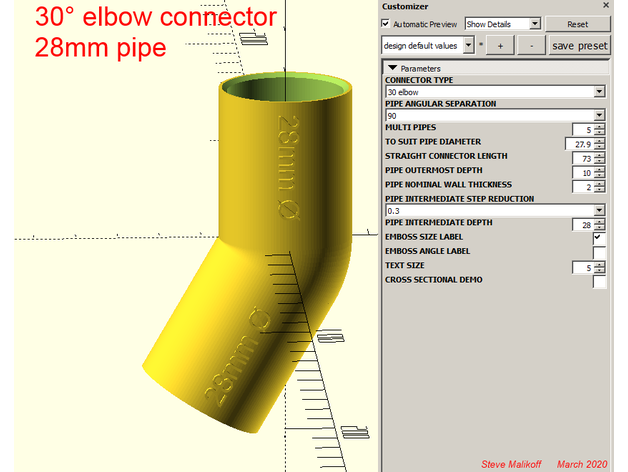 30° elbow connector
28mm pipe
28mm Ø
28mm Ø
Customizer
Automatic Preview
Show Details
Reset
design default values
*
+
-
save preset
Parameters
CONNECTOR TYPE
30 elbow
PIPE ANGULAR SEPARATION
90
MULTI PIPES 5
TO SUIT PIPE DIAMETER 27.9
STRAIGHT CONNECTOR LENGTH 73
PIPE OUTERMOST DEPTH 10
PIPE NOMINAL WALL THICKNESS 2
PIPE INTERMEDIATE STEP REDUCTION
0.3
PIPE INTERMEDIATE DEPTH 28
EMBOSS SIZE LABEL
EMBOSS ANGLE LABEL
TEXT SIZE 5
CROSS SECTIONAL DEMO
Steve Malikoff March 2020